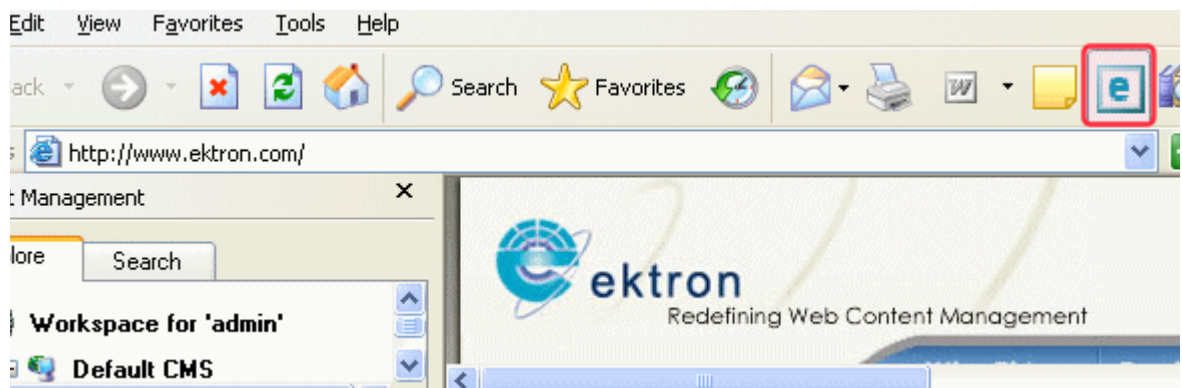 Edit View Favorites Tools Help
ack Search Favorites W e
http://www.ektron.com/
t Management
lore Search
ektron
Redefining Web Content Management
Workspace for 'admin'
Default CMS